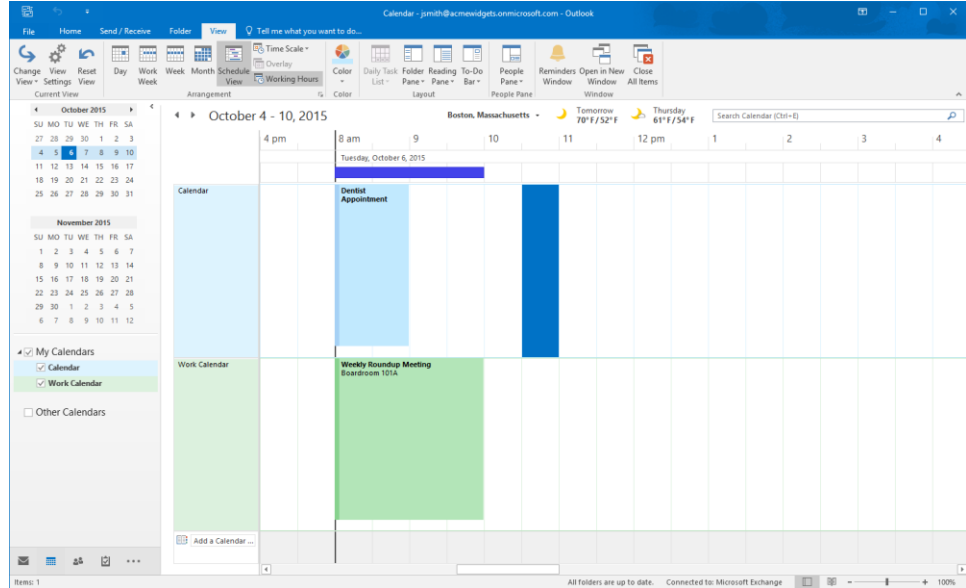 Calendar - jsmith@acmewidgets.onmicrosoft.com - Outlook
File Home Send / Receive Folder View Tell me what you want to do...
Change View
View Settings
Reset View
Day
Work Week
Week
Month
Schedule View
Time Scale
Overlay
Working Hours
Color
Daily Task List
Folder Pane
Reading Pane
To-Do Bar
People Pane
Reminders Window
Open in New Window
Close All Items
Current View Arrangement Color Layout People Pane Window
October 2015
SU MO TU WE TH FR SA
27 28 29 30 1 2 3
4 5 6 7 8 9 10
11 12 13 14 15 16 17
18 19 20 21 22 23 24
25 26 27 28 29 30 31
November 2015
SU MO TU WE TH FR SA
1 2 3 4 5 6 7
8 9 10 11 12 13 14
15 16 17 18 19 20 21
22 23 24 25 26 27 28
29 30 1 2 3 4 5
6 7 8 9 10 11 12
My Calendars
Calendar
Work Calendar
Other Calendars
October 4 - 10, 2015
Boston, Massachusetts
Tomorrow
70°F/52°F
Thursday
61°F/54°F
Search Calendar (Ctrl+E)
4 pm 8 am 9 10 11 12 pm 1 2 3 4
Tuesday, October 6, 2015
Calendar
Dentist
Appointment
Work Calendar
Weekly Roundup Meeting
Boardroom 101A
Add a Calendar ...
Items: 1
All folders are up to date. Connected to: Microsoft Exchange
100%